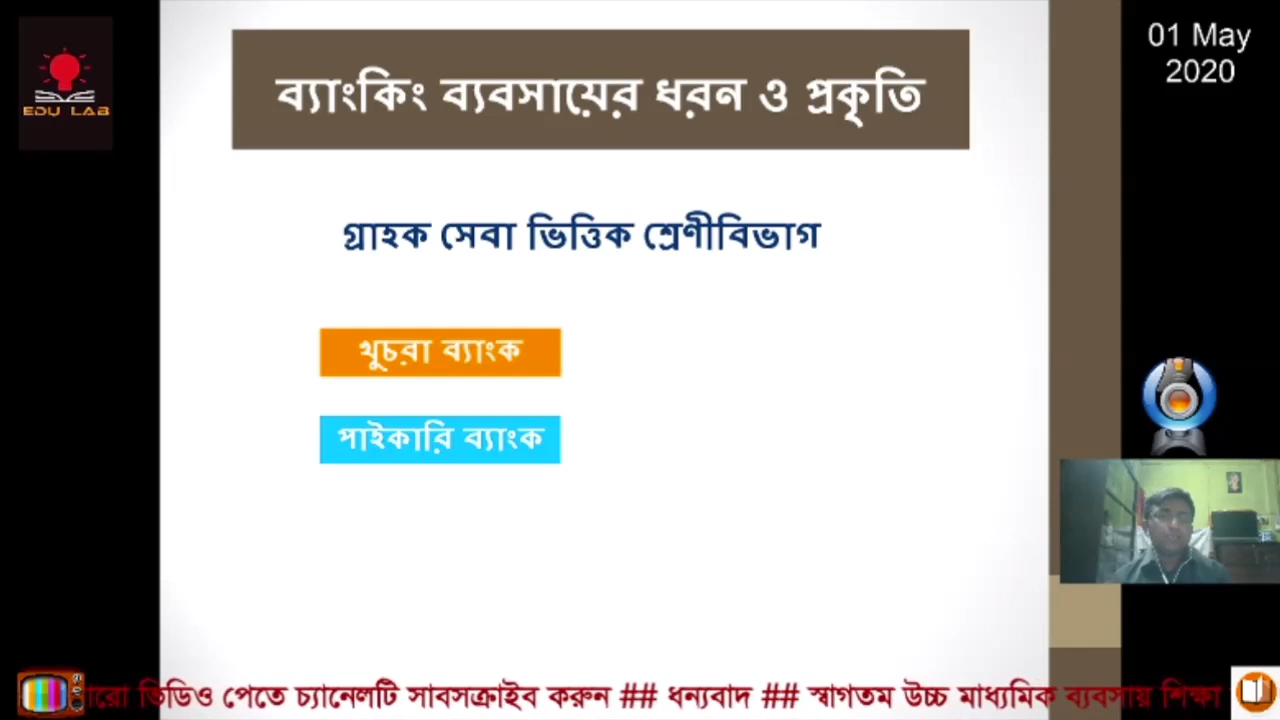 EDU LAB
01 May
2020
ব্যাংকিং ব্যবসায়ের ধরন ও প্রকৃতি
গ্রাহক সেবা ভিত্তিক শ্রেণীবিভাগ
খুচরা ব্যাংক
পাইকারি ব্যাংক
ভিডিও পেতে চ্যানেলটি সাবসক্রাইব করুন ## ধন্যবাদ ## স্বাগতম উচ্চ মাধ্যমিক ব্যবসায় শিক্ষা